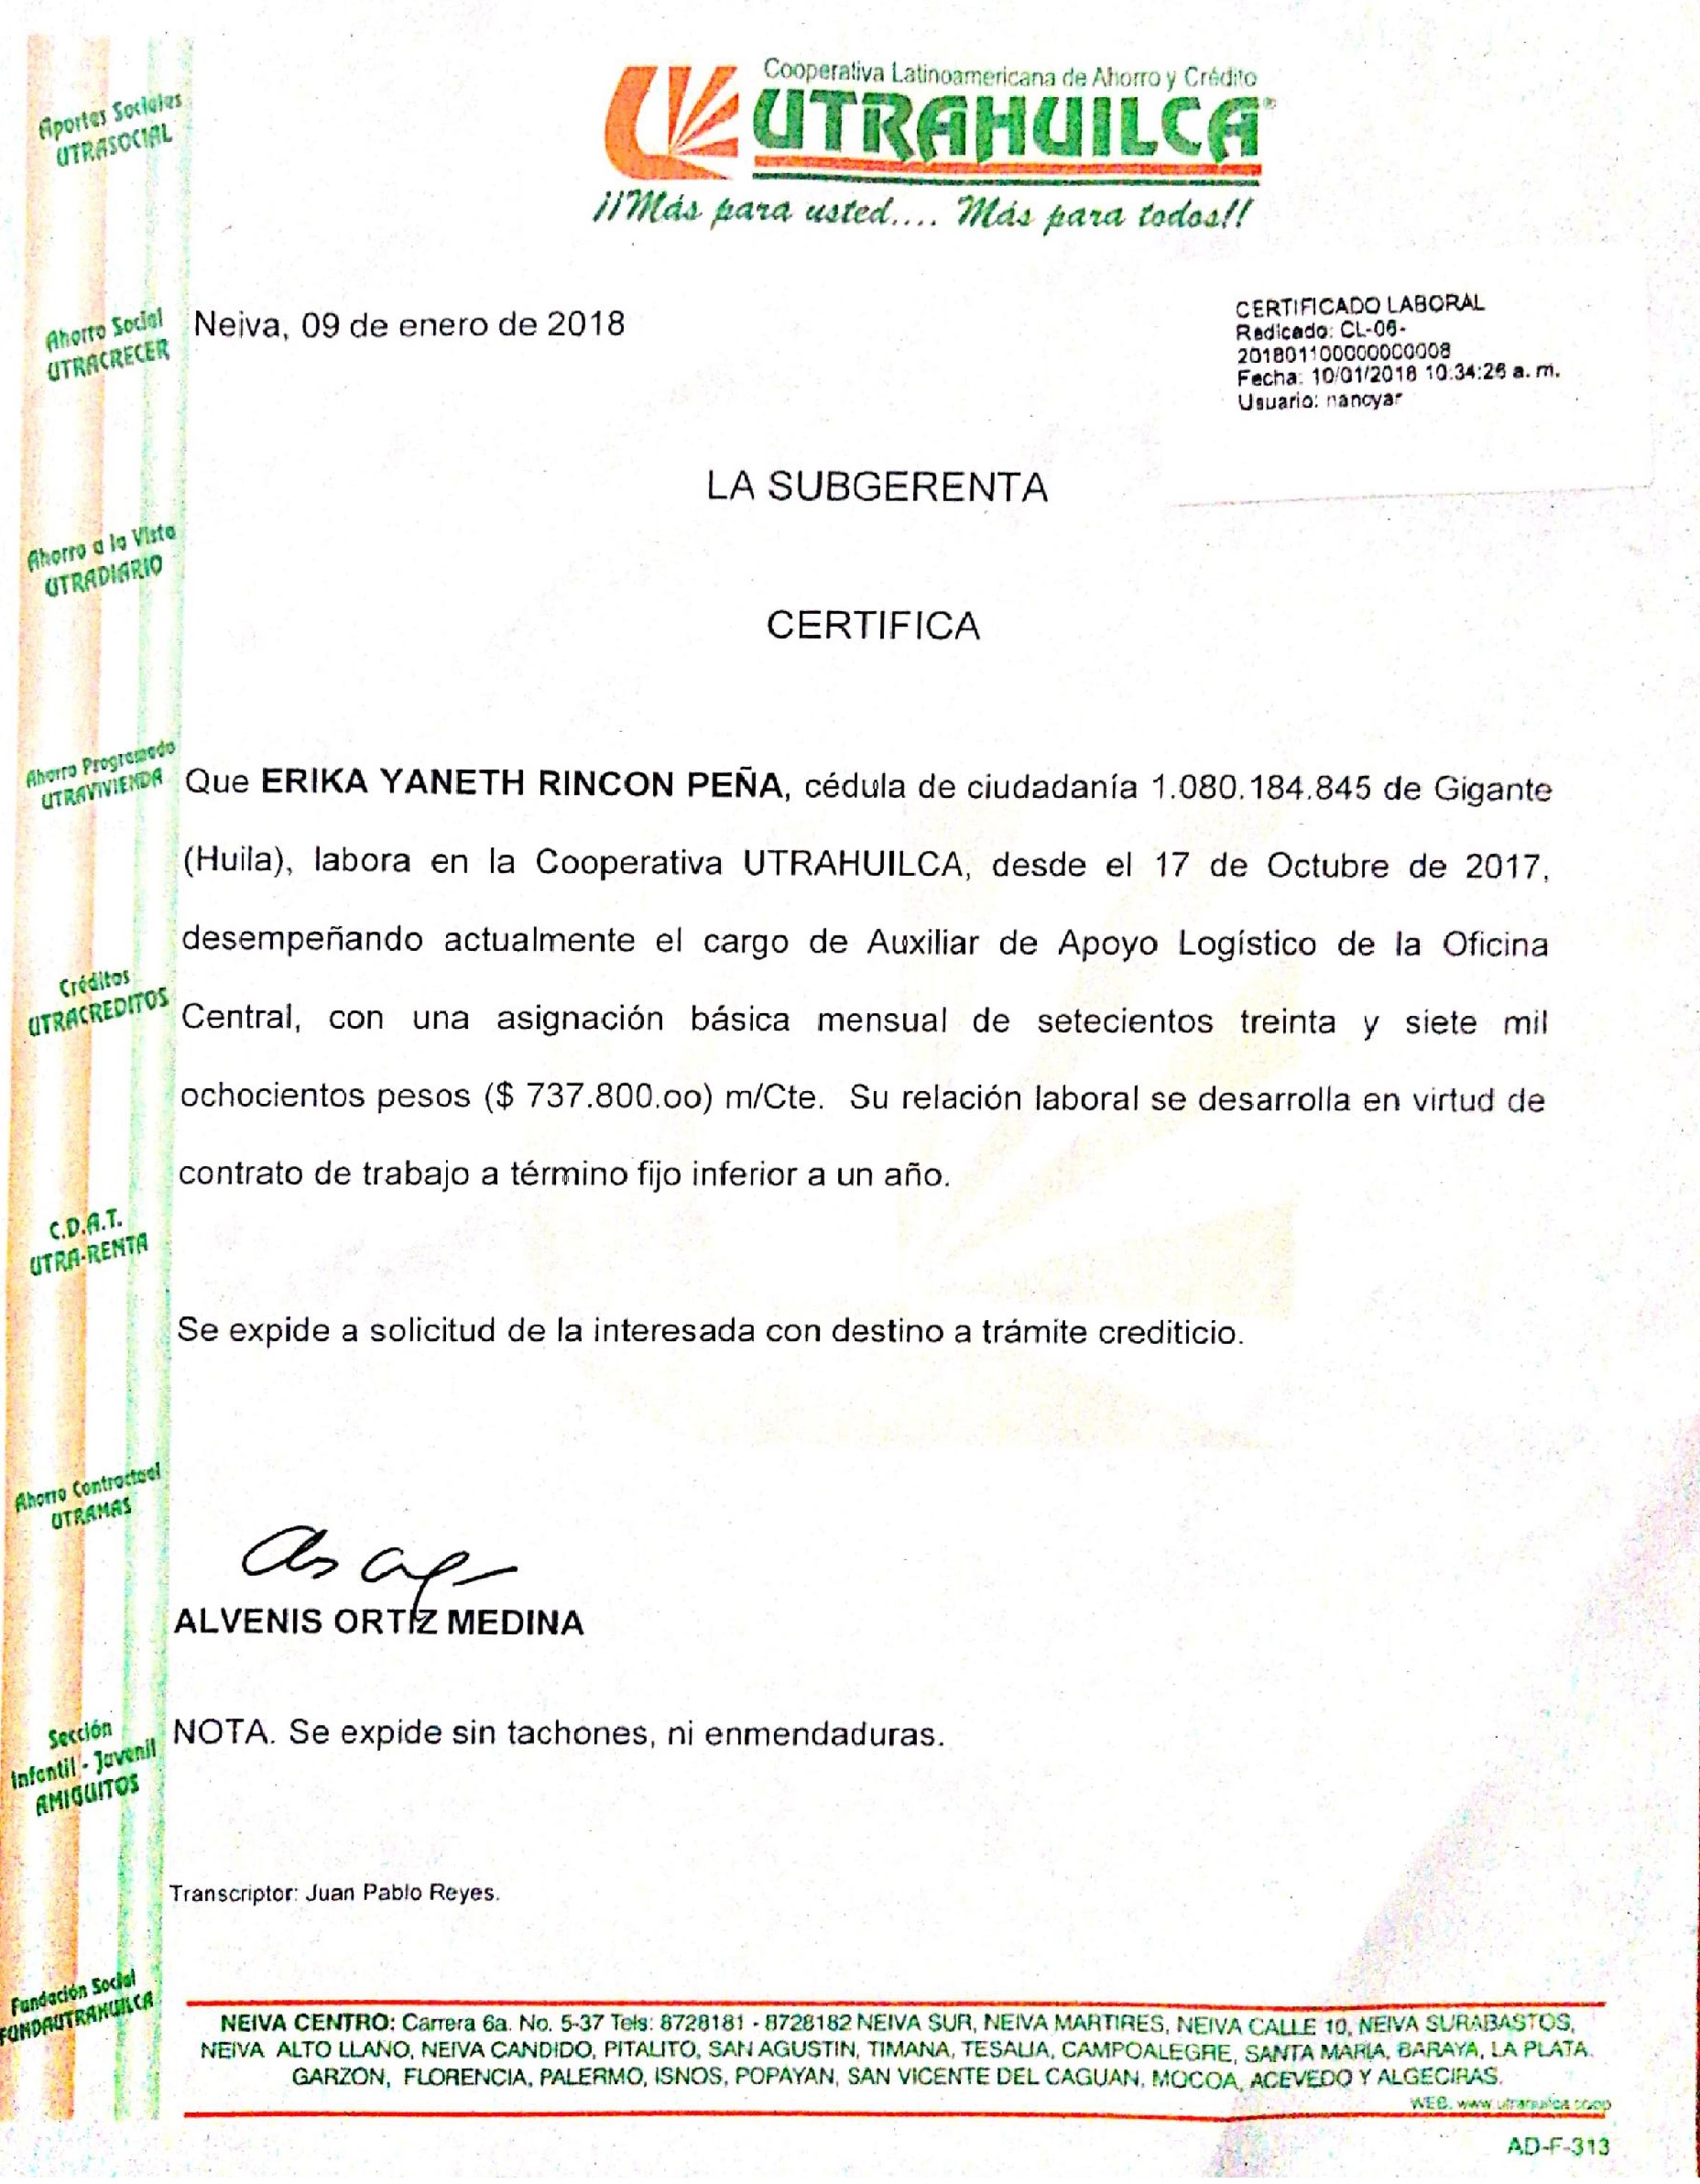 Cooperativa Latinoamericana de Ahorro y Crédito
UTRAHUILCA®
¡¡Más para usted.... Más para todos!!
Aportes Sociales
UTRASOCIAL
Ahorro Social
UTRACRECER
Ahorro a la Vista
UTRADIARIO
Ahorro Programado
UTRAVIVIENDA
Créditos
UTRACREDITOS
C.D.A.T.
UTRA-RENTA
Ahorro Contractual
UTRAMAS
Sección
Infantil - Juvenil
AMIGUITOS
Fundación Social
FUNDAUTRAHUILCA
Neiva, 09 de enero de 2018
CERTIFICADO LABORAL
Radicado: CL-06-
201801100000000008
Fecha: 10/01/2018 10:34:26 a. m.
Usuario: nancyar
LA SUBGERENTA
CERTIFICA
Que ERIKA YANETH RINCON PEÑA, cédula de ciudadanía 1.080.184.845 de Gigante
(Huila), labora en la Cooperativa UTRAHUILCA, desde el 17 de Octubre de 2017,
desempeñando actualmente el cargo de Auxiliar de Apoyo Logístico de la Oficina
Central, con una asignación básica mensual de setecientos treinta y siete mil
ochocientos pesos ($ 737.800.oo) m/Cte. Su relación laboral se desarrolla en virtud de
contrato de trabajo a término fijo inferior a un año.
Se expide a solicitud de la interesada con destino a trámite crediticio.
ALVENIS ORTIZ MEDINA
NOTA. Se expide sin tachones, ni enmendaduras.
Transcriptor: Juan Pablo Reyes.
NEIVA CENTRO: Carrera 6a. No. 5-37 Tels: 8728181 - 8728182 NEIVA SUR, NEIVA MARTIRES, NEIVA CALLE 10, NEIVA SURABASTOS,
NEIVA ALTO LLANO, NEIVA CANDIDO, PITALITO, SAN AGUSTIN, TIMANA, TESALIA, CAMPOALEGRE, SANTA MARIA, BARAYA, LA PLATA.
GARZON, FLORENCIA, PALERMO, ISNOS, POPAYAN, SAN VICENTE DEL CAGUAN, MOCOA, ACEVEDO Y ALGECIRAS.
WEB. www.utrahuilca.coop
AD-F-313